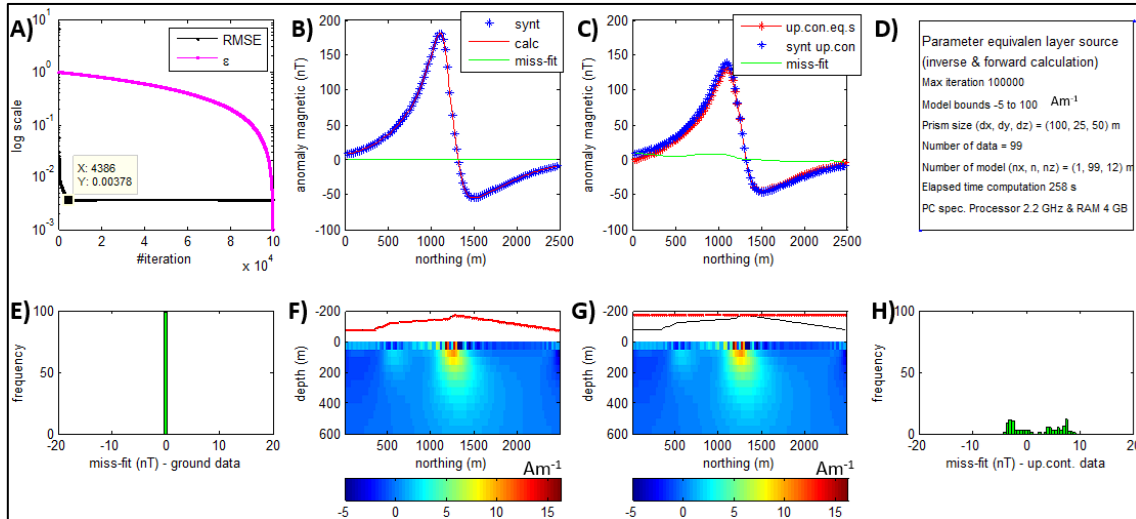 A)
10^1
10^0
10^-1
10^-2
10^-3
log scale
RMSE
ε
X: 4386
Y: 0.00378
0 2 4 6 8 10
#iteration
x 10^4
B)
200
150
100
50
0
-50
-100
anomaly magnetic (nT)
synt
calc
miss-fit
0 500 1000 1500 2000 2500
northing (m)
C)
200
150
100
50
0
-50
-100
anomaly magnetic (nT)
up.con.eq.s
synt up.con
miss-fit
0 500 1000 1500 2000 2500
northing (m)
D)
Parameter equivalen layer source
(inverse & forward calculation)
Max iteration 100000
Model bounds -5 to 100 Am⁻¹
Prism size (dx, dy, dz) = (100, 25, 50) m
Number of data = 99
Number of model (nx, n, nz) = (1, 99, 12) m
Elapsed time computation 258 s
PC spec. Processor 2.2 GHz & RAM 4 GB
E)
100
50
0
frequency
-20 -10 0 10 20
miss-fit (nT) - ground data
F)
-200
0
200
400
600
depth (m)
500 1000 1500 2000
northing (m)
Am⁻¹
-5 0 5 10 15
G)
-200
0
200
400
600
depth (m)
500 1000 1500 2000
northing (m)
Am⁻¹
-5 0 5 10 15
H)
100
50
0
frequency
-20 -10 0 10 20
miss-fit (nT) - up.cont. data